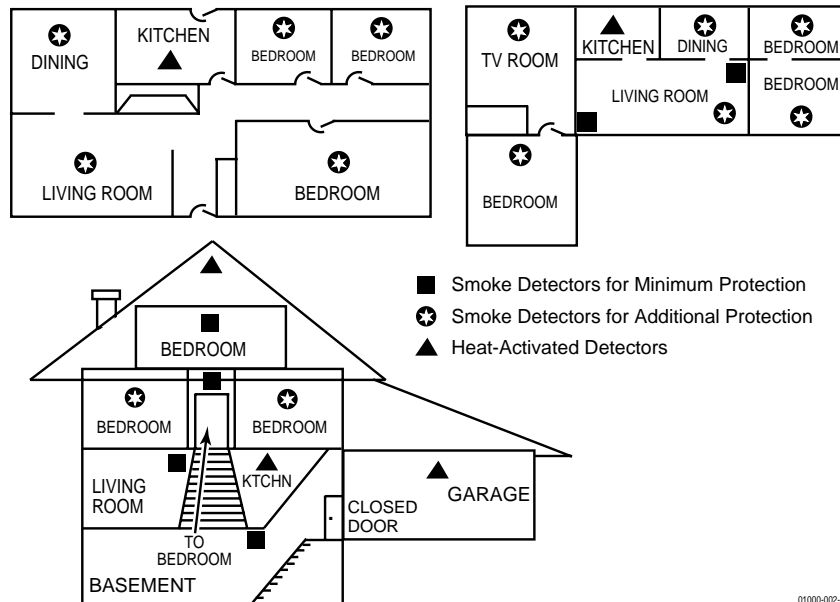 DINING
KITCHEN
BEDROOM
BEDROOM
LIVING ROOM
BEDROOM
TV ROOM
KITCHEN
DINING
BEDROOM
LIVING ROOM
BEDROOM
BEDROOM
Smoke Detectors for Minimum Protection
Smoke Detectors for Additional Protection
Heat-Activated Detectors
BEDROOM
BEDROOM
BEDROOM
LIVING
ROOM
KTCHN
TO
BEDROOM
BASEMENT
CLOSED
DOOR
GARAGE